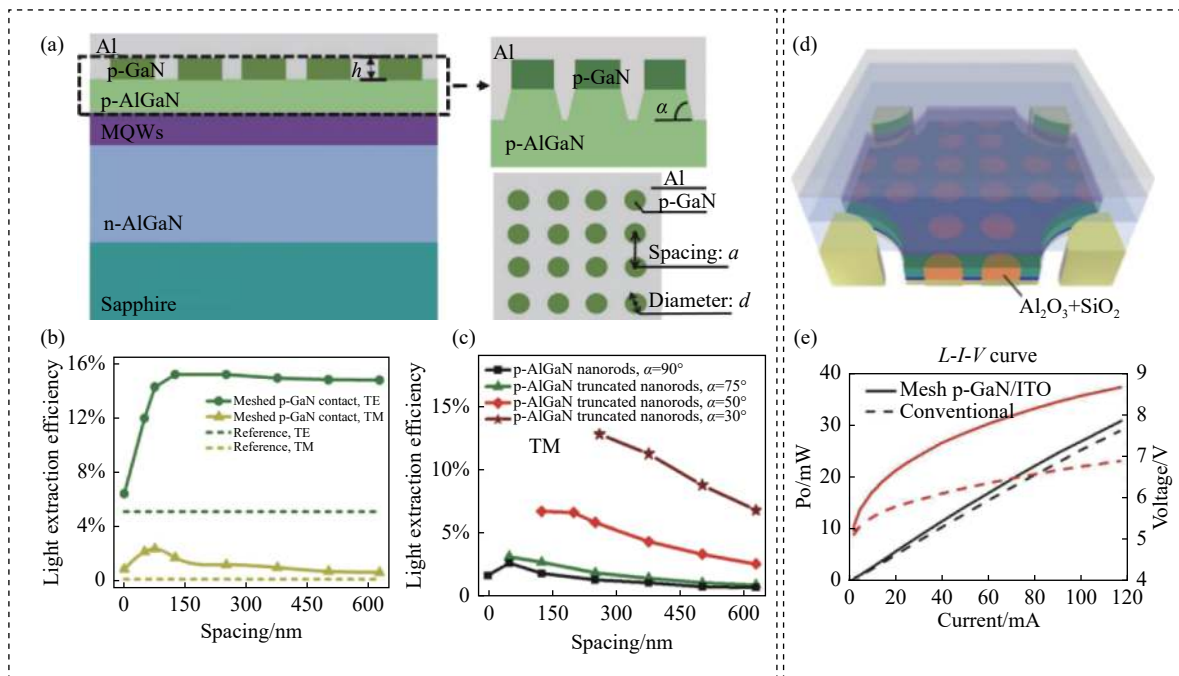 (a)
Al
p-GaN
h
p-AlGaN
MQWs
n-AlGaN
Sapphire
Al
p-GaN
α
p-AlGaN
Al
p-GaN
Spacing: a
Diameter: d
(d)
Al₂O₃+SiO₂
(b)
16%
12%
8%
4%
0
Light extraction efficiency
Meshed p-GaN contact, TE
Meshed p-GaN contact, TM
Reference, TE
Reference, TM
0 150 300 450 600
Spacing/nm
(c)
15%
10%
5%
0
Light extraction efficiency
p-AlGaN nanorods, α=90°
p-AlGaN truncated nanorods, α=75°
p-AlGaN truncated nanorods, α=50°
p-AlGaN truncated nanorods, α=30°
TM
0 150 300 450 600
Spacing/nm
(e)
L-I-V curve
Mesh p-GaN/ITO
Conventional
40
30
20
10
0
Po/mW
9
8
7
6
5
4
Voltage/V
0 20 40 60 80 100 120
Current/mA